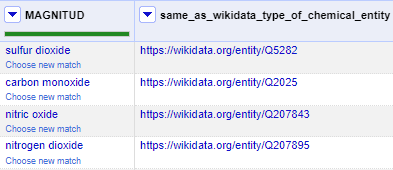 MAGNITUD same_as_wikidata_type_of_chemical_entity
sulfur dioxide https://wikidata.org/entity/Q5282
Choose new match
carbon monoxide https://wikidata.org/entity/Q2025
Choose new match
nitric oxide https://wikidata.org/entity/Q207843
Choose new match
nitrogen dioxide https://wikidata.org/entity/Q207895
Choose new match